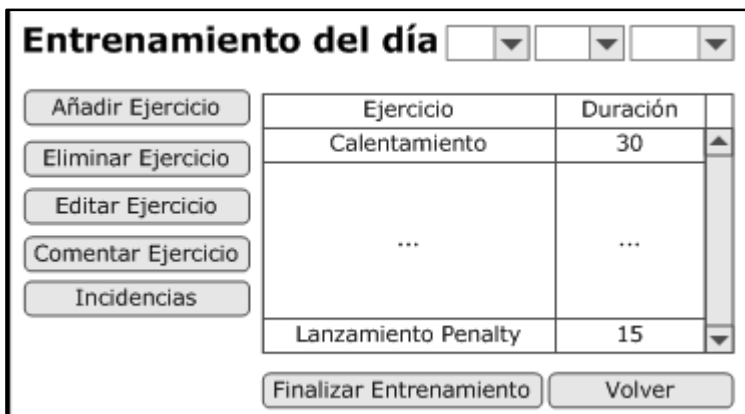 Entrenamiento del día
Añadir Ejercicio
Eliminar Ejercicio
Editar Ejercicio
Comentar Ejercicio
Incidencias
Ejercicio Duración
Calentamiento 30
... ...
Lanzamiento Penalty 15
Finalizar Entrenamiento Volver